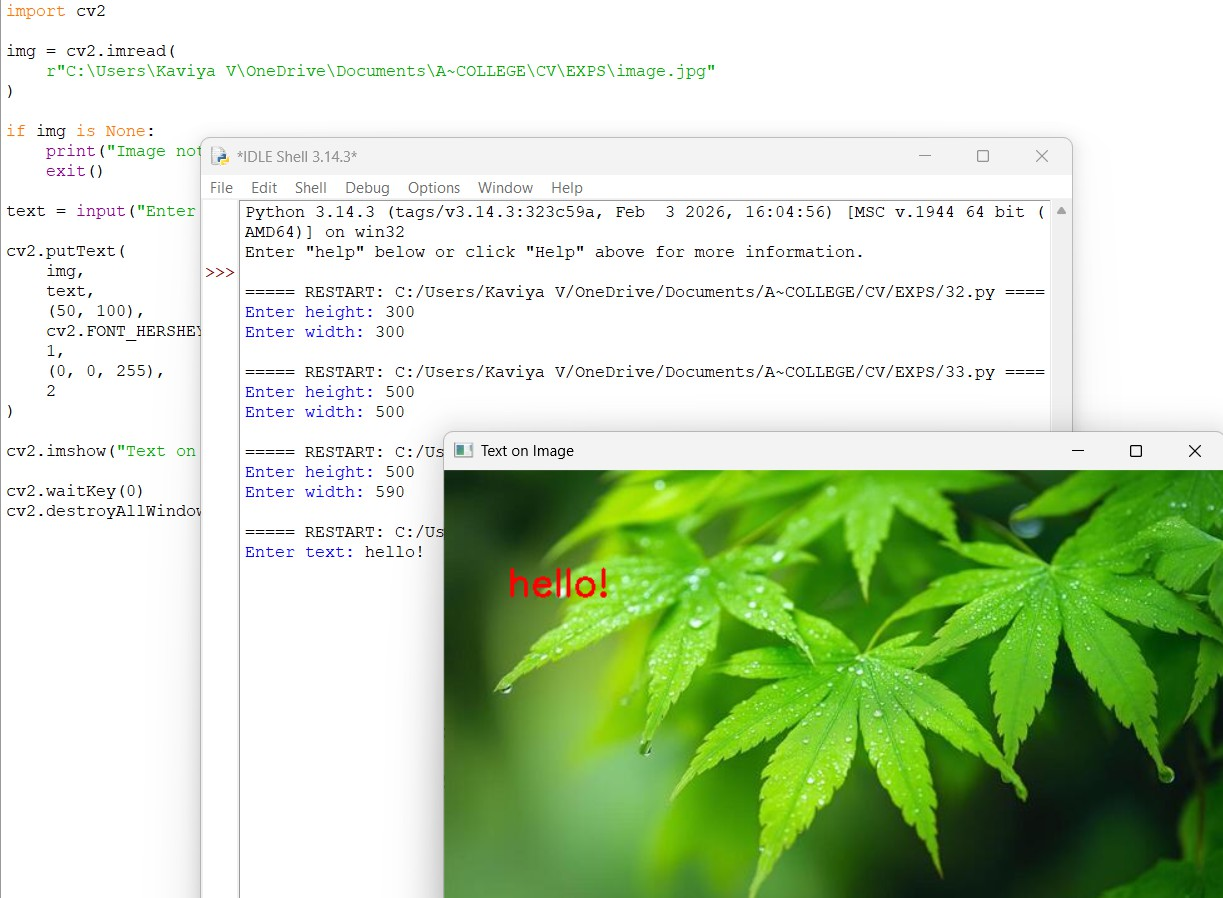 import cv2
img = cv2.imread(
r"C:\Users\Kaviya V\OneDrive\Documents\A~COLLEGE\CV\EXPS\image.jpg"
)
if img is None:
print("Image not
exit()
text = input("Enter
cv2.putText(
img,
text,
(50, 100),
cv2.FONT_HERSHEY
1,
(0, 0, 255),
2
)
cv2.imshow("Text on
cv2.waitKey(0)
cv2.destroyAllWindow
*IDLE Shell 3.14.3*
File Edit Shell Debug Options Window Help
Python 3.14.3 (tags/v3.14.3:323c59a, Feb  3 2026, 16:04:56) [MSC v.1944 64 bit (
AMD64)] on win32
Enter "help" below or click "Help" above for more information.
>>>
===== RESTART: C:/Users/Kaviya V/OneDrive/Documents/A~COLLEGE/CV/EXPS/32.py ====
Enter height: 300
Enter width: 300
===== RESTART: C:/Users/Kaviya V/OneDrive/Documents/A~COLLEGE/CV/EXPS/33.py ====
Enter height: 500
Enter width: 500
===== RESTART: C:/Us
Enter height: 500
Enter width: 590
===== RESTART: C:/Us
Enter text: hello!
Text on Image
hello!